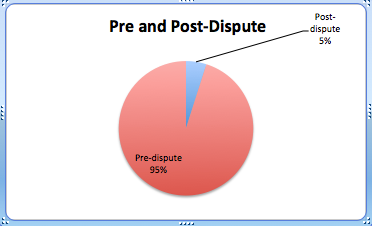 Pre and Post-Dispute
Post-
dispute
5%
Pre-dispute
95%